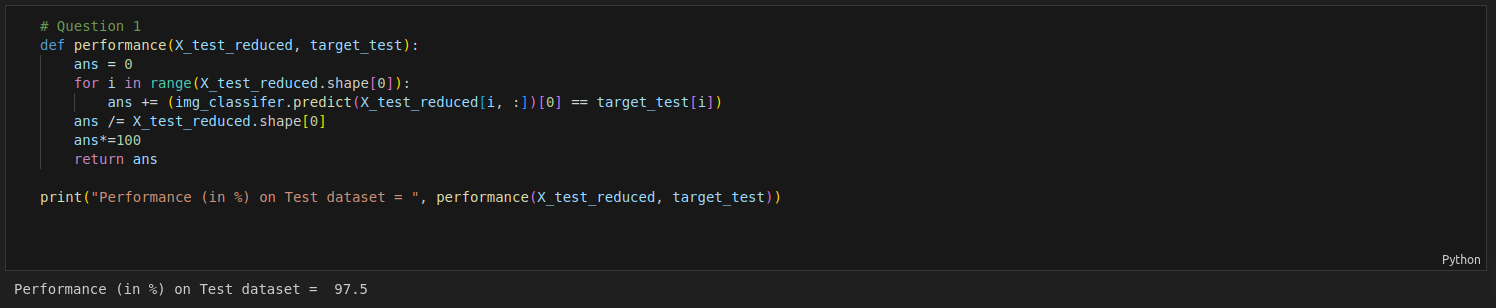 # Question 1
def performance(X_test_reduced, target_test):
    ans = 0
    for i in range(X_test_reduced.shape[0]):
        ans += (img_classifer.predict(X_test_reduced[i, :])[0] == target_test[i])
    ans /= X_test_reduced.shape[0]
    ans*=100
    return ans
print("Performance (in %) on Test dataset = ", performance(X_test_reduced, target_test))
Python
Performance (in %) on Test dataset =  97.5